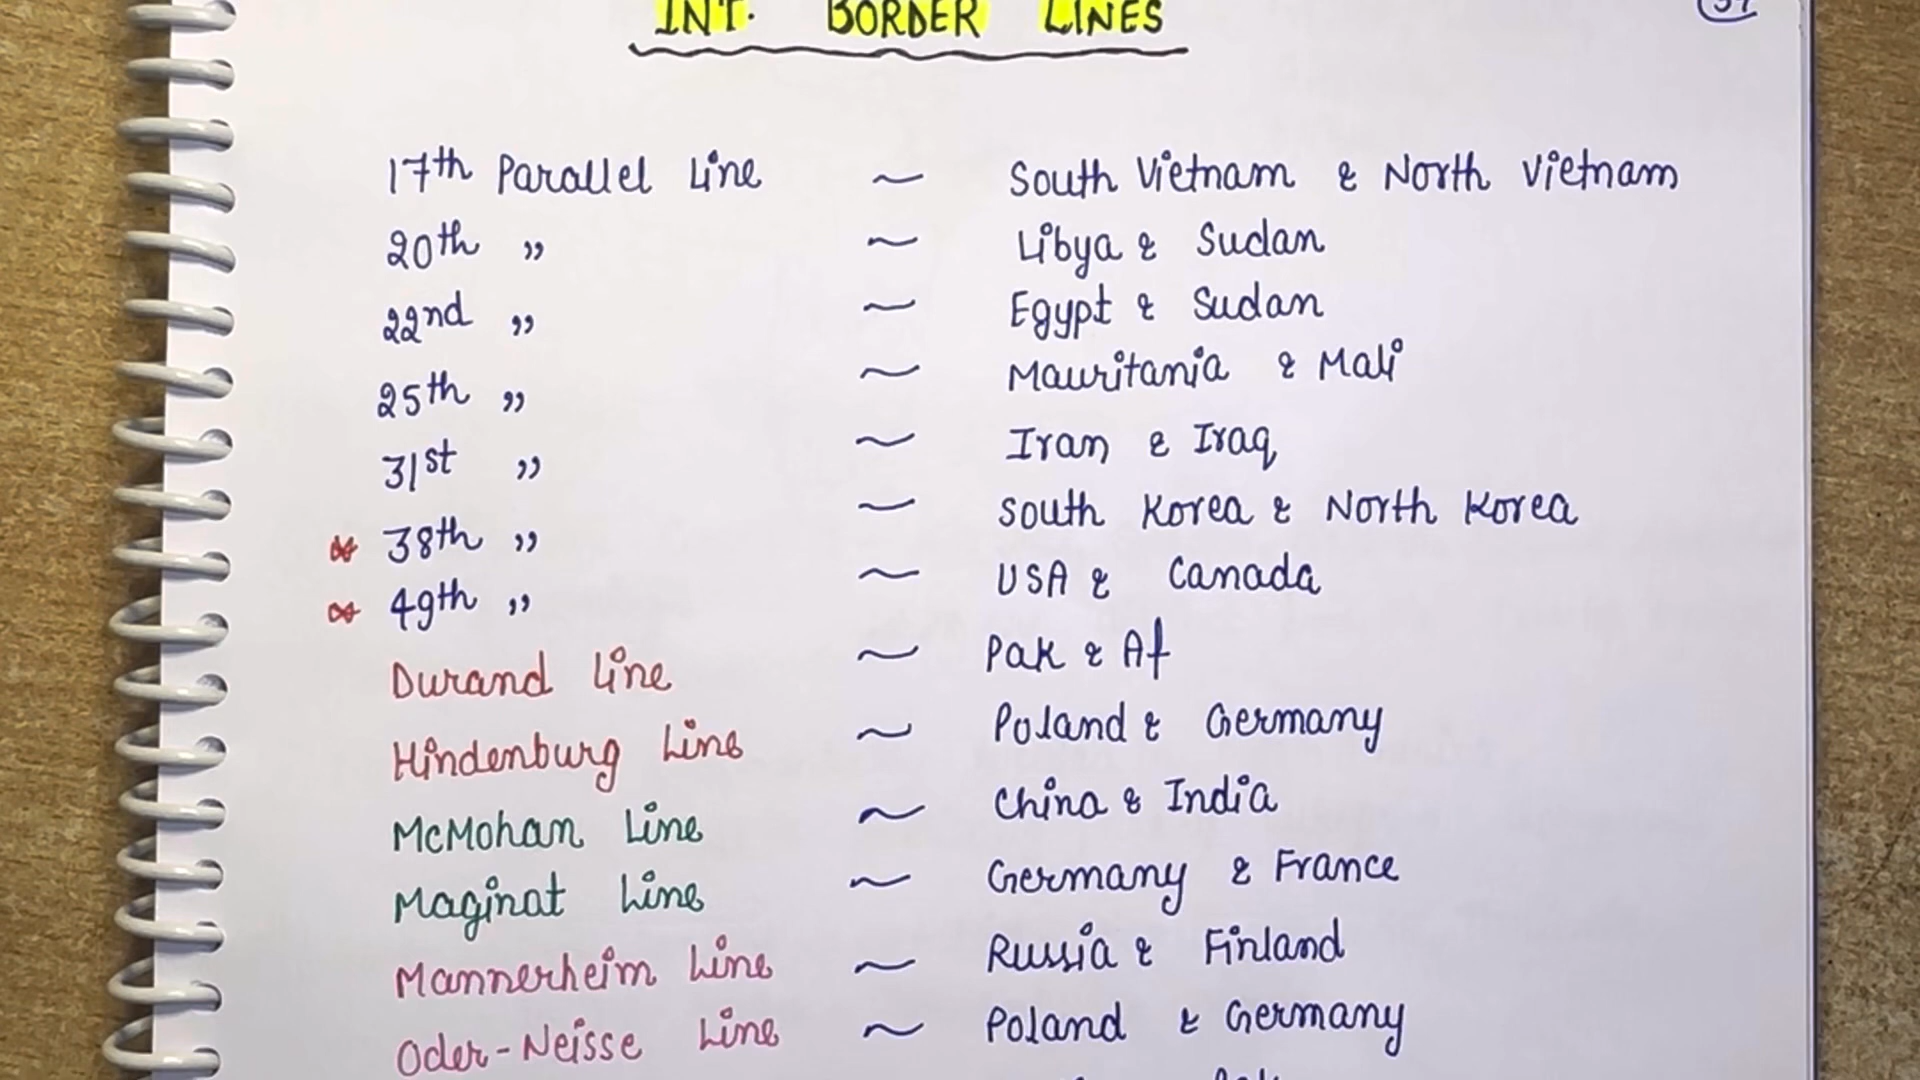 INT. BORDER LINES
17th Parallel Line ~ South Vietnam & North Vietnam
20th " ~ Libya & Sudan
22nd " ~ Egypt & Sudan
25th " ~ Mauritania & Mali
31st " ~ Iran & Iraq
* 38th " ~ South Korea & North Korea
* 49th " ~ USA & Canada
Durand Line ~ Pak & Af
Hindenburg Line ~ Poland & Germany
McMohan Line ~ China & India
Maginat Line ~ Germany & France
Mannerheim Line ~ Russia & Finland
Oder-Neisse Line ~ Poland & Germany